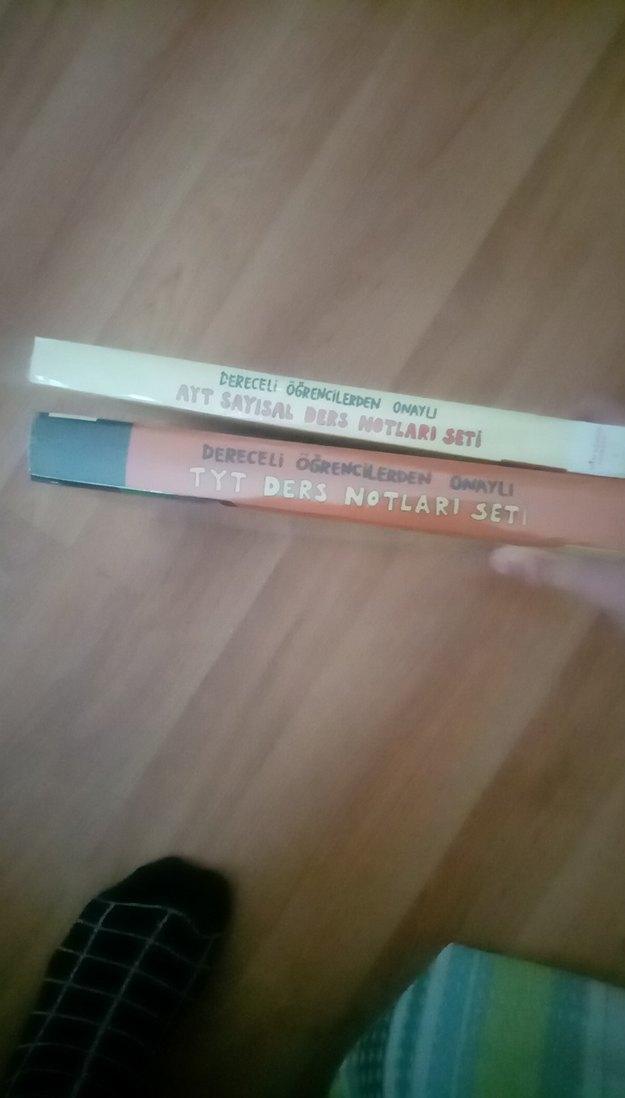 DERECELİ ÖĞRENCİLERDEN ONAYLI
AYT SAYISAL DERS NOTLARI SETİ
DERECELİ ÖĞRENCİLERDEN ONAYLI
TYT DERS NOTLARI SETİ